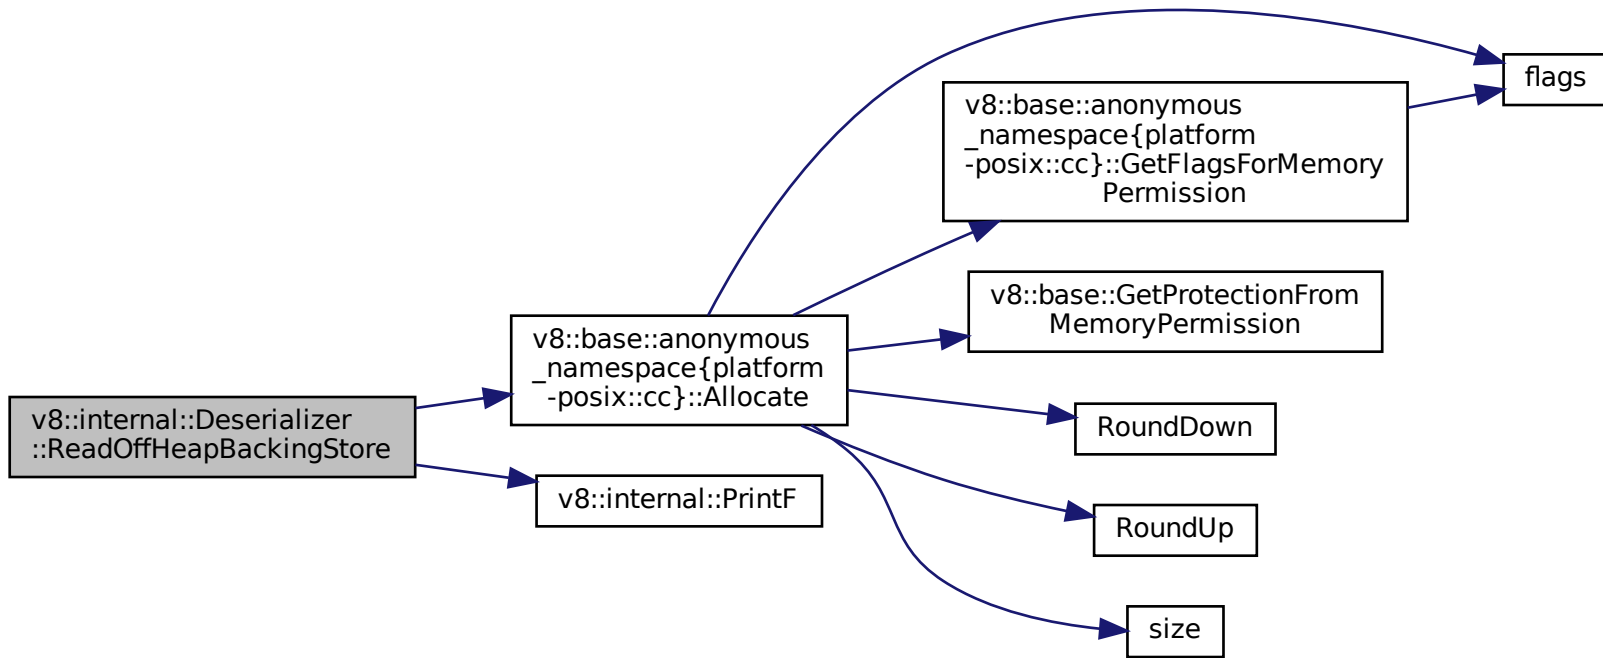 v8::internal::Deserializer
::ReadOffHeapBackingStore
v8::base::anonymous
_namespace{platform
-posix::cc}::Allocate
v8::internal::PrintF
flags
v8::base::anonymous
_namespace{platform
-posix::cc}::GetFlagsForMemory
Permission
v8::base::GetProtectionFrom
MemoryPermission
RoundDown
RoundUp
size